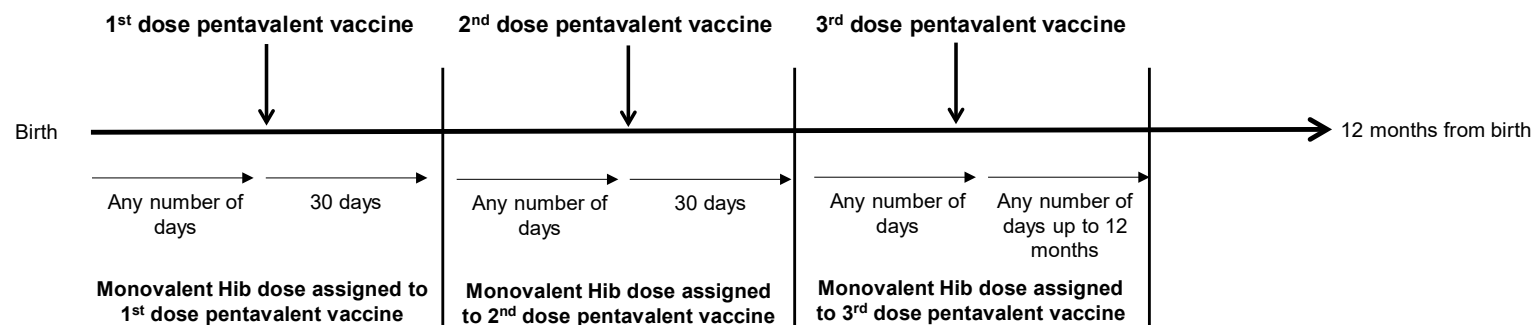 1st dose pentavalent vaccine
2nd dose pentavalent vaccine
3rd dose pentavalent vaccine
Birth
12 months from birth
Any number of
days
30 days
Any number of
days
30 days
Any number of
days
Any number of
days up to 12
months
Monovalent Hib dose assigned to
1st dose pentavalent vaccine
Monovalent Hib dose assigned
to 2nd dose pentavalent vaccine
Monovalent Hib dose assigned
to 3rd dose pentavalent vaccine